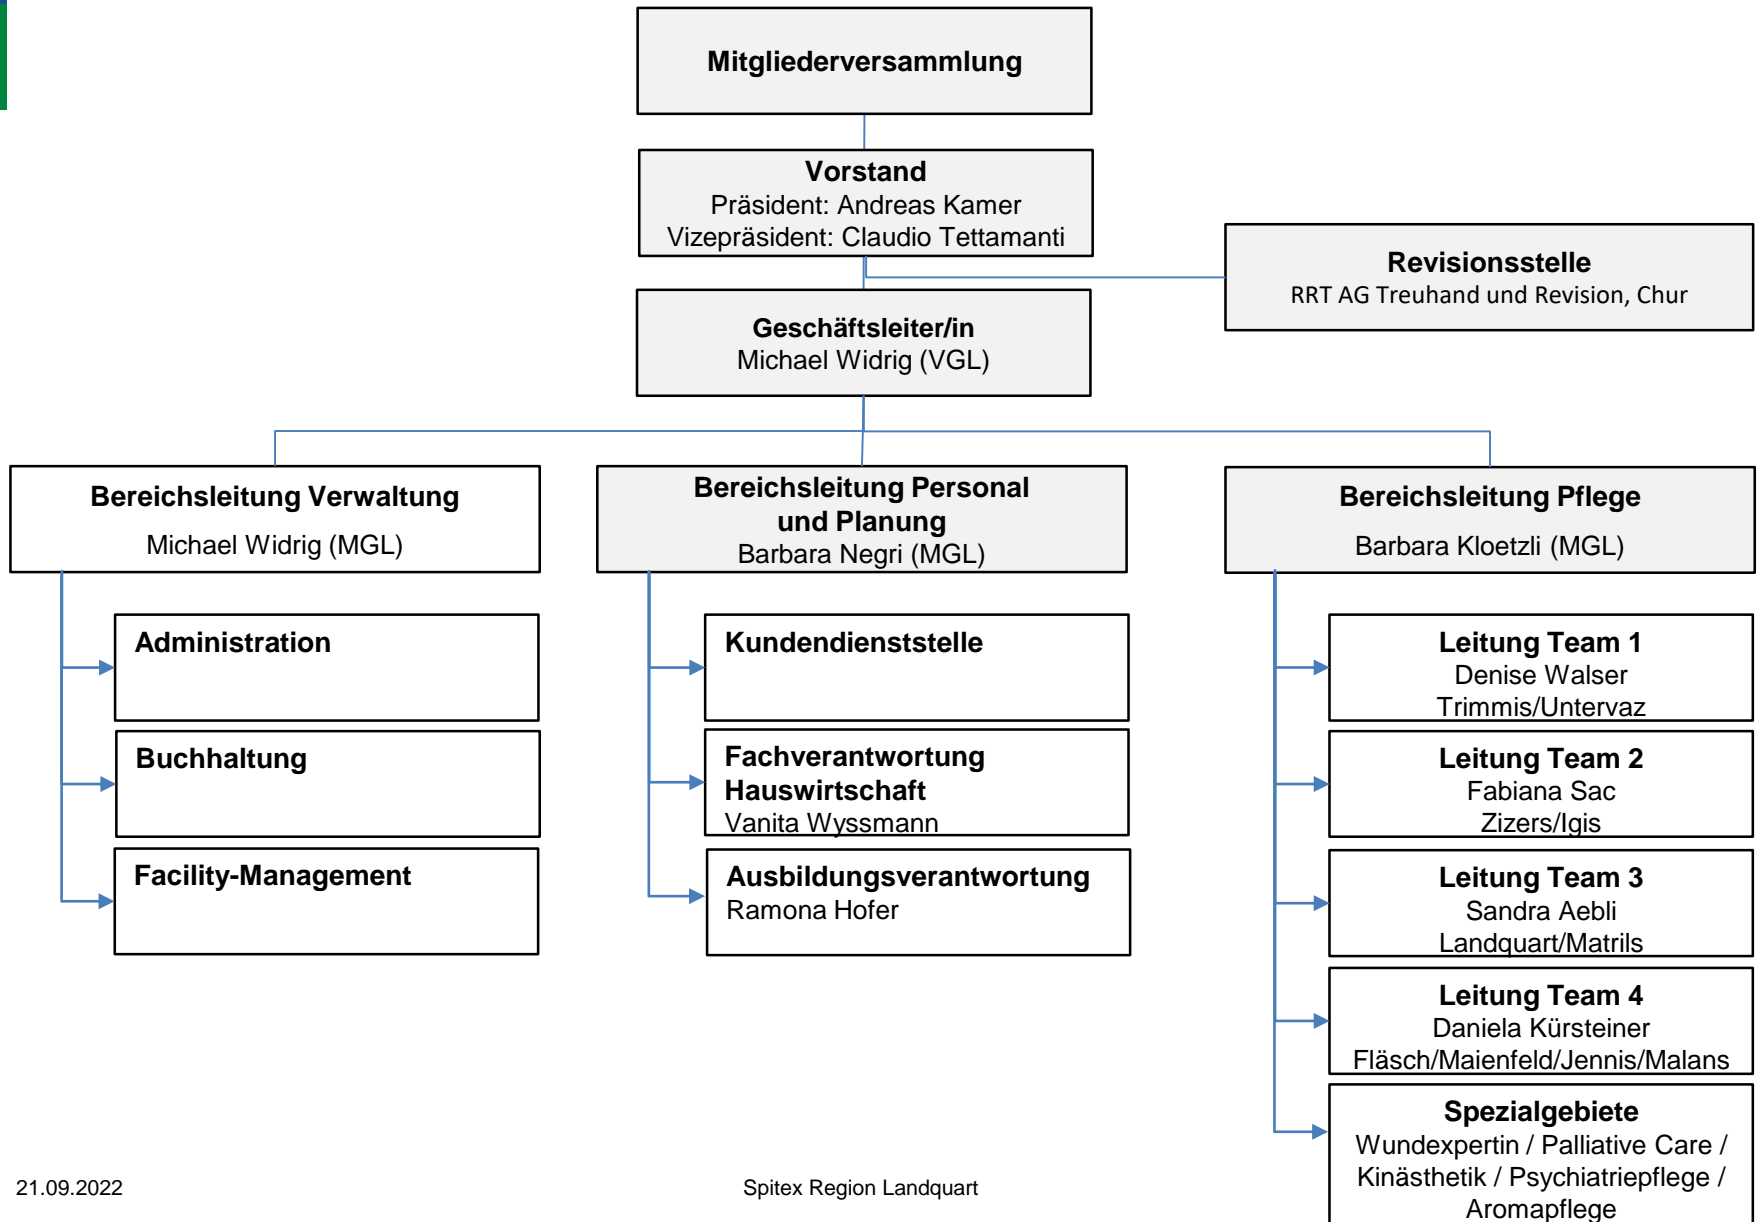 Mitgliederversammlung
Vorstand
Präsident: Andreas Kamer
Vizepräsident: Claudio Tettamanti
Revisionsstelle
RRT AG Treuhand und Revision, Chur
Geschäftsleiter/in
Michael Widrig (VGL)
Bereichsleitung Verwaltung
Michael Widrig (MGL)
Administration
Buchhaltung
Facility-Management
Bereichsleitung Personal
und Planung
Barbara Negri (MGL)
Kundendienststelle
Fachverantwortung
Hauswirtschaft
Vanita Wyssmann
Ausbildungsverantwortung
Ramona Hofer
Bereichsleitung Pflege
Barbara Kloetzli (MGL)
Leitung Team 1
Denise Walser
Trimmis/Untervaz
Leitung Team 2
Fabiana Sac
Zizers/Igis
Leitung Team 3
Sandra Aebli
Landquart/Matrils
Leitung Team 4
Daniela Kürsteiner
Fläsch/Maienfeld/Jennis/Malans
Spezialgebiete
Wundexpertin / Palliative Care /
Kinästhetik / Psychiatriepflege /
Aromapflege
21.09.2022
Spitex Region Landquart